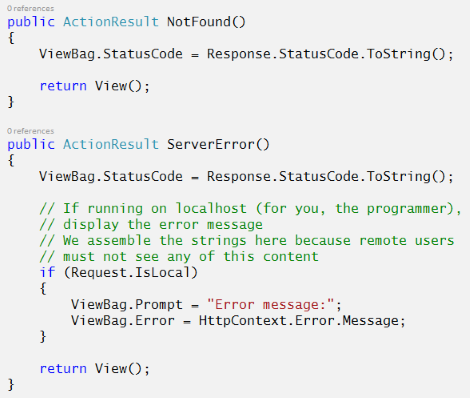 0 references
public ActionResult NotFound()
{
    ViewBag.StatusCode = Response.StatusCode.ToString();

    return View();
}

0 references
public ActionResult ServerError()
{
    ViewBag.StatusCode = Response.StatusCode.ToString();

    // If running on localhost (for you, the programmer),
    // display the error message
    // We assemble the strings here because remote users
    // must not see any of this content
    if (Request.IsLocal)
    {
        ViewBag.Prompt = "Error message:";
        ViewBag.Error = HttpContext.Error.Message;
    }

    return View();
}